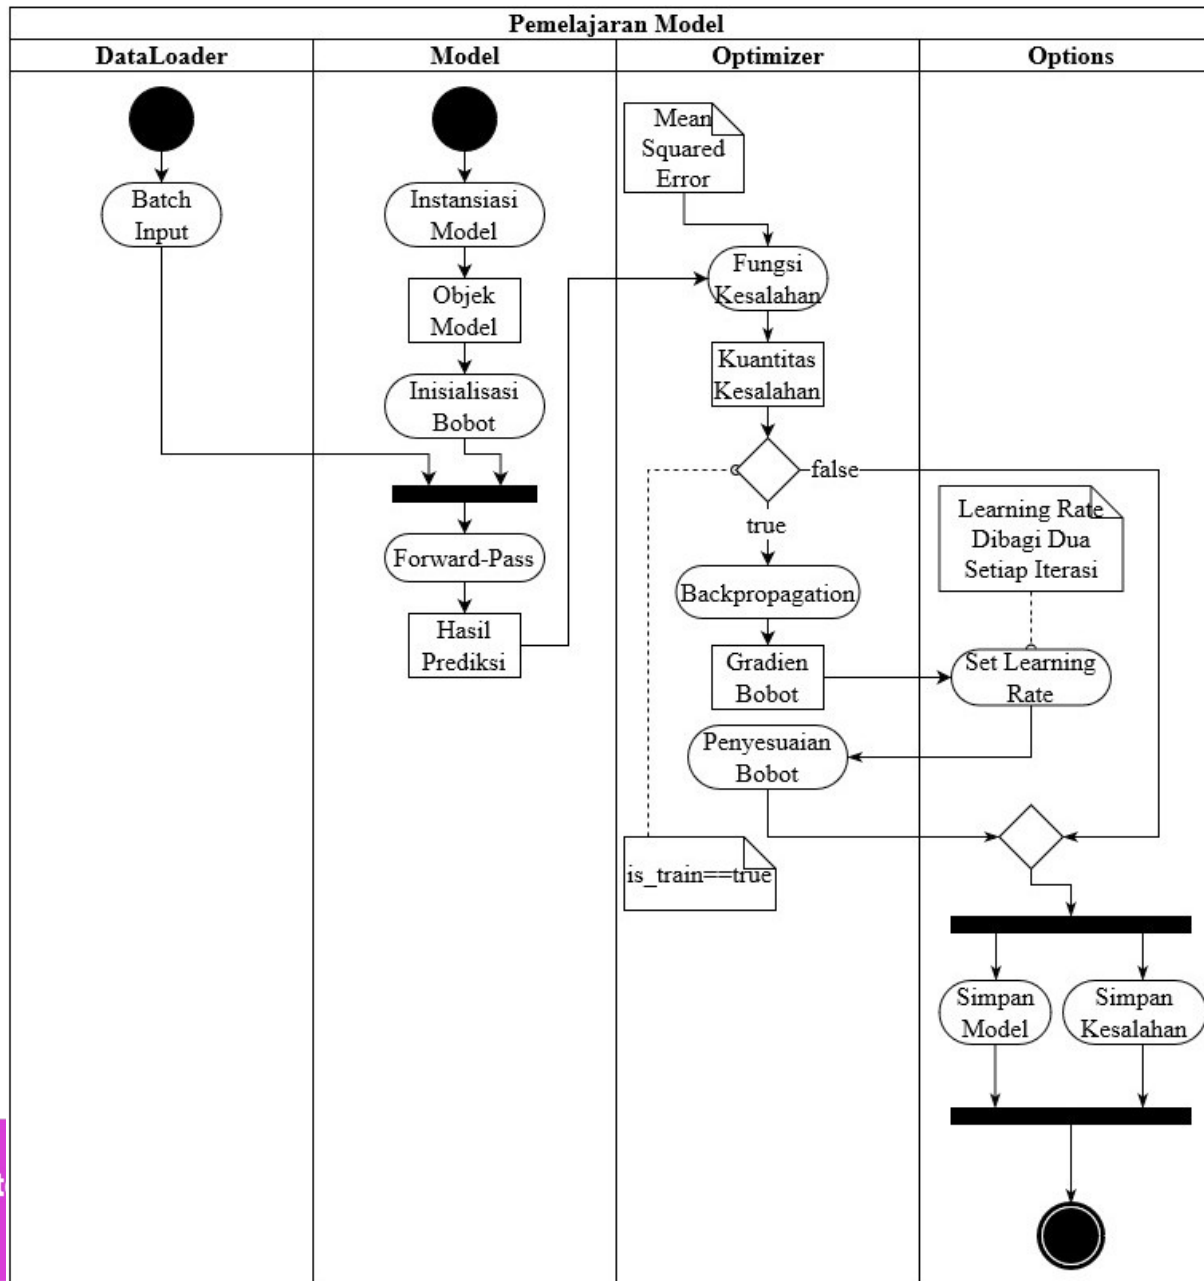 Pemelajaran Model
DataLoader
Model
Optimizer
Options
Batch
Input
Instansiasi
Model
Objek
Model
Inisialisasi
Bobot
Forward-Pass
Hasil
Prediksi
Mean
Squared
Error
Fungsi
Kesalahan
Kuantitas
Kesalahan
false
true
Backpropagation
Gradien
Bobot
Penyesuaian
Bobot
is_train==true
Learning Rate
Dibagi Dua
Setiap Iterasi
Set Learning
Rate
Simpan
Model
Simpan
Kesalahan